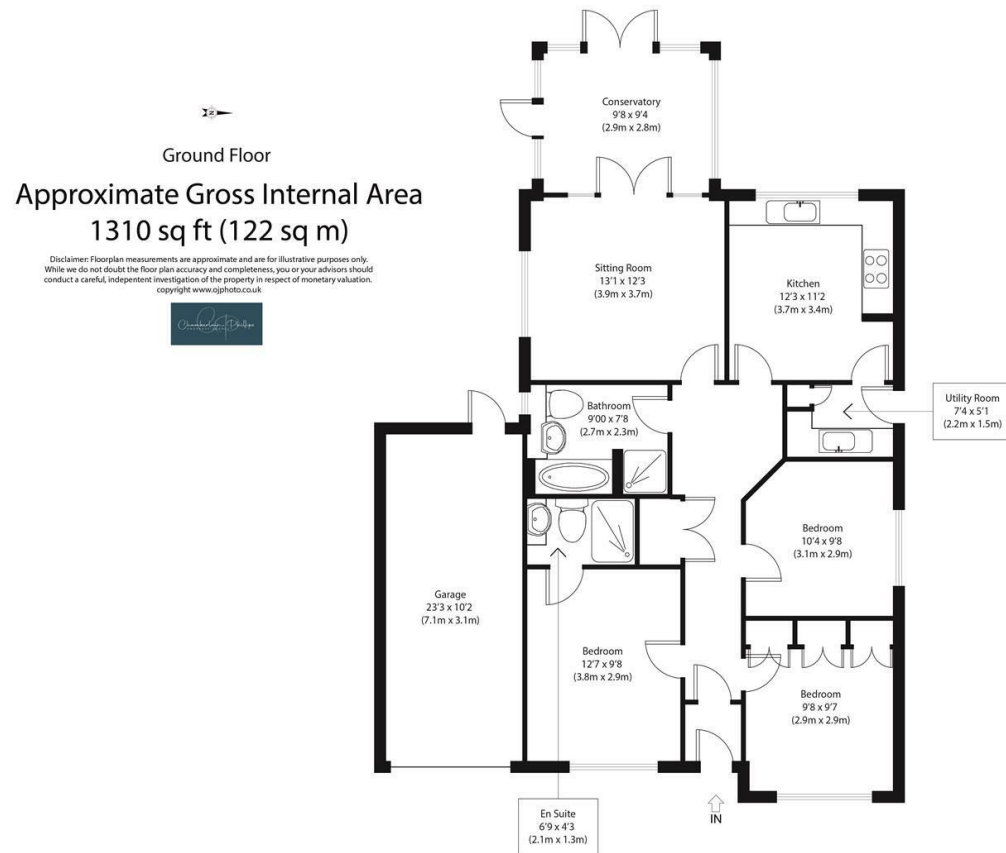 Conservatory
9'8 x 9'4
(2.9m x 2.8m)
N
Ground Floor
Approximate Gross Internal Area
1310 sq ft (122 sq m)
Disclaimer: Floorplan measurements are approximate and are for illustrative purposes only.
While we do not doubt the floor plan accuracy and completeness, you or your advisors should
conduct a careful, indepentent investigation of the property in respect of monetary valuation.
copyright www.ojphoto.co.uk
Chamberlain Phillips
Sitting Room
13'1 x 12'3
(3.9m x 3.7m)
Kitchen
12'3 x 11'2
(3.7m x 3.4m)
Bathroom
9'00 x 7'8
(2.7m x 2.3m)
Utility Room
7'4 x 5'1
(2.2m x 1.5m)
Bedroom
10'4 x 9'8
(3.1m x 2.9m)
Garage
23'3 x 10'2
(7.1m x 3.1m)
Bedroom
12'7 x 9'8
(3.8m x 2.9m)
Bedroom
9'8 x 9'7
(2.9m x 2.9m)
En Suite
6'9 x 4'3
(2.1m x 1.3m)
IN